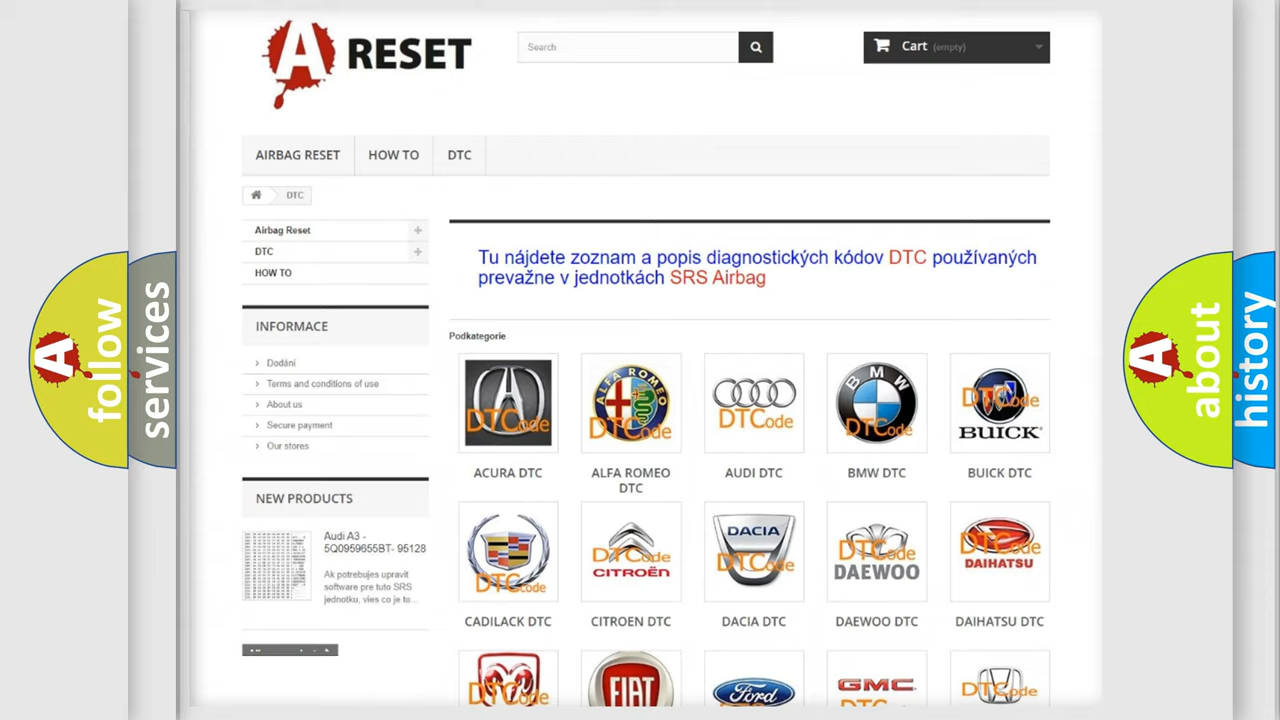 A RESET
Search
Cart (empty)
AIRBAG RESET
HOW TO
DTC
DTC
Airbag Reset
DTC
HOW TO
INFORMACE
Dodání
Terms and conditions of use
About us
Secure payment
Our stores
NEW PRODUCTS
Audi A3 -
5Q0959655BT- 95128
Ak potrebujes upravit
software pre tuto SRS
jednotku, vies co je to...
Tu nájdete zoznam a popis diagnostických kódov DTC používaných
prevažne v jednotkách SRS Airbag
Podkategorie
DTCode
ALFA ROMEO
DTCode
DTCode
BMW
DTCode
DTCode
BUICK
ACURA DTC
ALFA ROMEO
DTC
AUDI DTC
BMW DTC
BUICK DTC
DTCode
DTCode
CITROËN
DACIA
DTCode
DTCode
DAEWOO
DTCode
DAIHATSU
CADILACK DTC
CITROEN DTC
DACIA DTC
DAEWOO DTC
DAIHATSU DTC
DTCode
FIAT
Ford
GMC
DTCode
A follow
services
A about
history